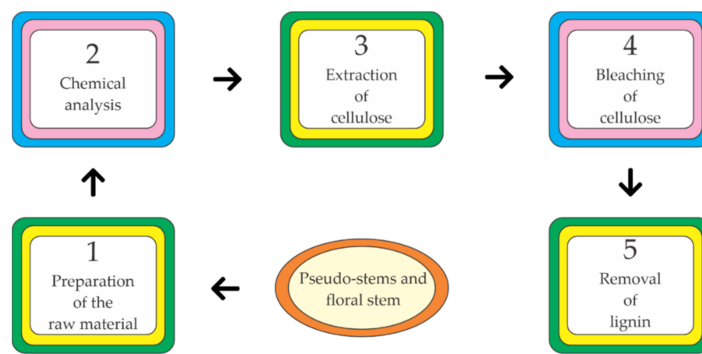 2
Chemical
analysis
3
Extraction
of
cellulose
4
Bleaching
of
cellulose
1
Preparation
of the
raw material
Pseudo-stems and
floral stem
5
Removal
of
lignin